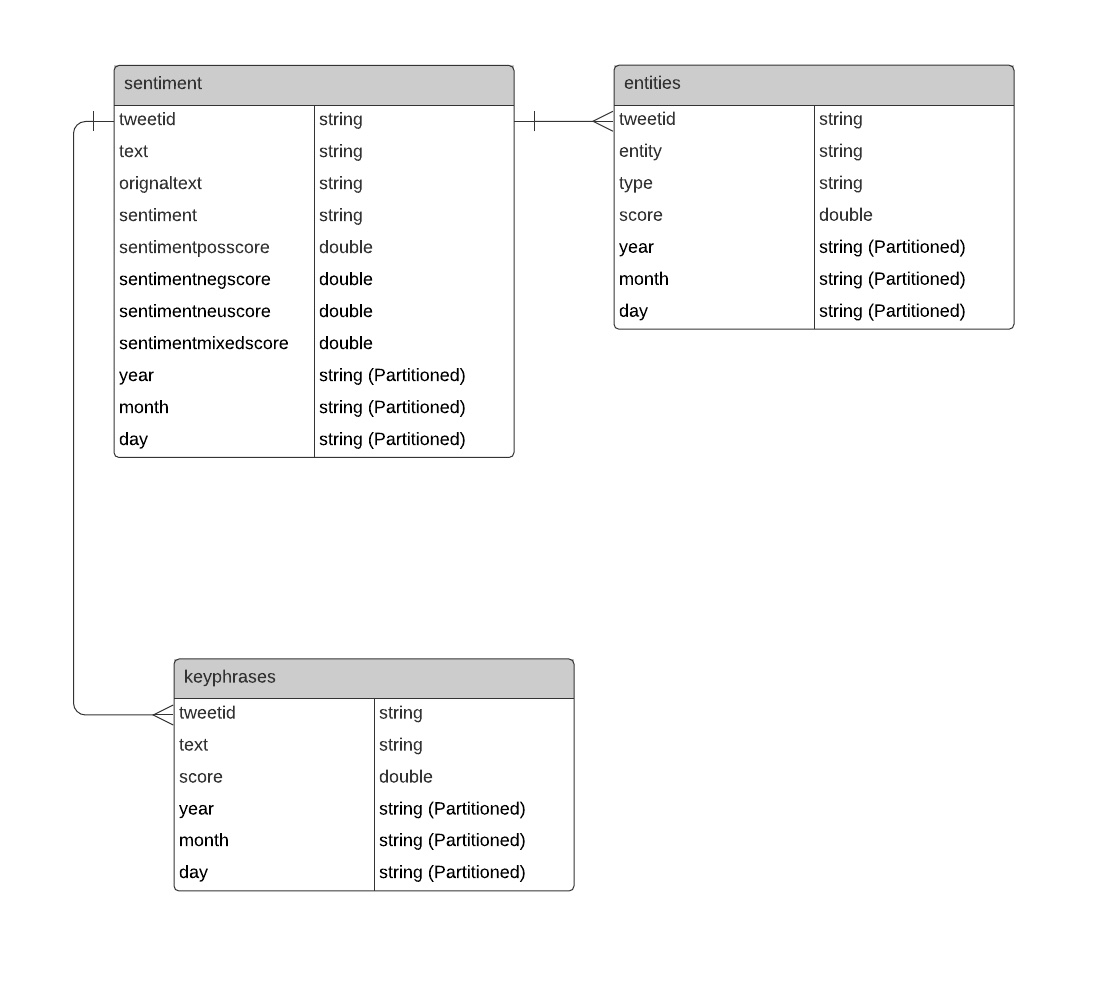 sentiment
tweetid string
text string
orignaltext string
sentiment string
sentimentposscore double
sentimentnegscore double
sentimentneuscore double
sentimentmixedscore double
year string (Partitioned)
month string (Partitioned)
day string (Partitioned)
entities
tweetid string
entity string
type string
score double
year string (Partitioned)
month string (Partitioned)
day string (Partitioned)
keyphrases
tweetid string
text string
score double
year string (Partitioned)
month string (Partitioned)
day string (Partitioned)